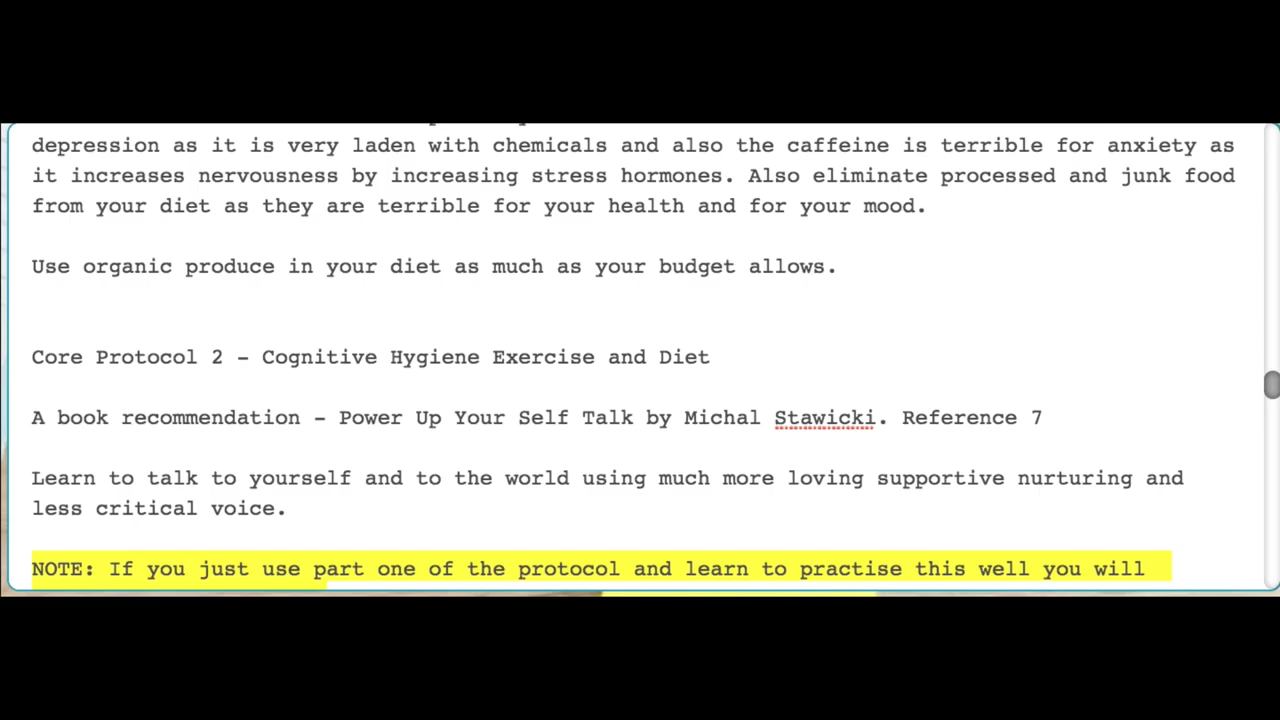 depression as it is very laden with chemicals and also the caffeine is terrible for anxiety as
it increases nervousness by increasing stress hormones. Also eliminate processed and junk food
from your diet as they are terrible for your health and for your mood.
Use organic produce in your diet as much as your budget allows.
Core Protocol 2 - Cognitive Hygiene Exercise and Diet
A book recommendation - Power Up Your Self Talk by Michal Stawicki. Reference 7
Learn to talk to yourself and to the world using much more loving supportive nurturing and
less critical voice.
NOTE: If you just use part one of the protocol and learn to practise this well you will